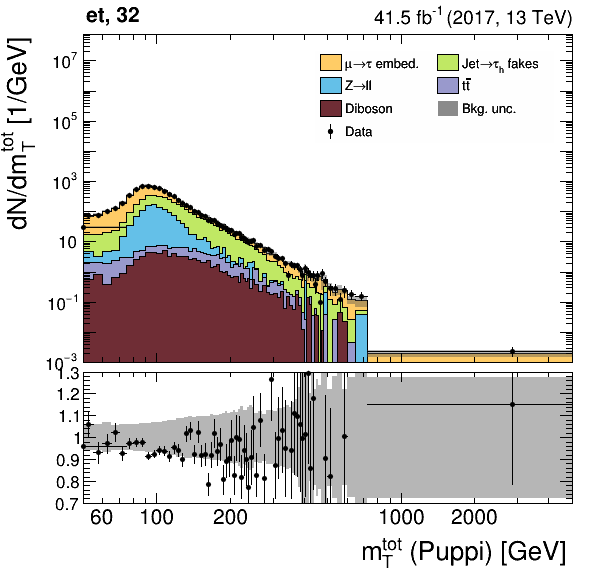 et, 32
41.5 fb⁻¹ (2017, 13 TeV)
dN/dm_T^tot [1/GeV]
10⁷
10⁵
10³
10
10⁻¹
10⁻³
μ→τ embed.
Jet→τₕ fakes
Z→ll
tt̄
Diboson
Bkg. unc.
Data
1.3
1.2
1.1
1
0.9
0.8
0.7
60 100 200 1000 2000
m_T^tot (Puppi) [GeV]